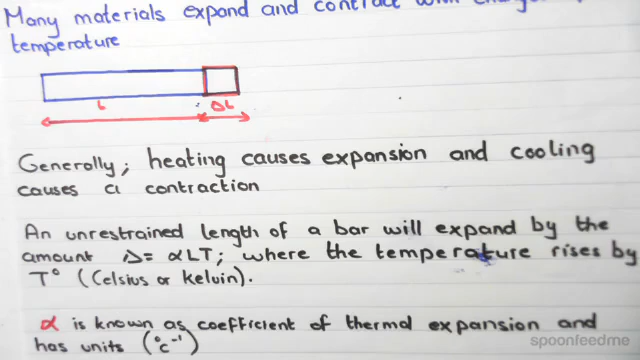 Many materials expand and contract with
temperature
L
ΔL
Generally; heating causes expansion and cooling
causes a contraction
An unrestrained length of a bar will expand by the
amount Δ= αLT; where the temperature rises by
T° (Celsius or Kelvin).
α is known as coefficient of thermal expansion and
has units (°C⁻¹)
spoonfeedme